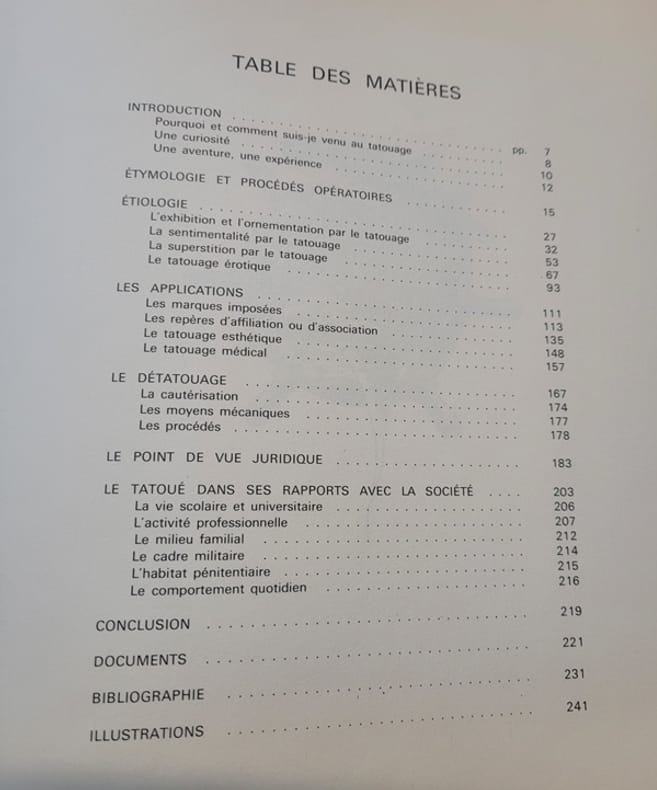 TABLE DES MATIÈRES
INTRODUCTION . . . . . . . . . . . . . . . . . . . . pp. 7
Pourquoi et comment suis-je venu au tatouage . . . . . . . 8
Une curiosité . . . . . . . . . . . . . . . . . . . . 10
Une aventure, une expérience . . . . . . . . . . . . . . 12
ÉTYMOLOGIE ET PROCÉDÉS OPÉRATOIRES . . . . . . . . . 15
ÉTIOLOGIE . . . . . . . . . . . . . . . . . . . . . . 27
L'exhibition et l'ornementation par le tatouage . . . . . . . 32
La sentimentalité par le tatouage . . . . . . . . . . . . 53
La superstition par le tatouage . . . . . . . . . . . . . 67
Le tatouage érotique . . . . . . . . . . . . . . . . . 93
LES APPLICATIONS . . . . . . . . . . . . . . . . . . . 111
Les marques imposées . . . . . . . . . . . . . . . . . 113
Les repères d'affiliation ou d'association . . . . . . . . . 135
Le tatouage esthétique . . . . . . . . . . . . . . . . 148
Le tatouage médical . . . . . . . . . . . . . . . . . 157
LE DÉTATOUAGE . . . . . . . . . . . . . . . . . . . . 167
La cautérisation . . . . . . . . . . . . . . . . . . . 174
Les moyens mécaniques . . . . . . . . . . . . . . . . 177
Les procédés . . . . . . . . . . . . . . . . . . . . 178
LE POINT DE VUE JURIDIQUE . . . . . . . . . . . . . . 183
LE TATOUÉ DANS SES RAPPORTS AVEC LA SOCIÉTÉ . . . . 203
La vie scolaire et universitaire . . . . . . . . . . . . . 206
L'activité professionnelle . . . . . . . . . . . . . . . 207
Le milieu familial . . . . . . . . . . . . . . . . . . 212
Le cadre militaire . . . . . . . . . . . . . . . . . . 214
L'habitat pénitentiaire . . . . . . . . . . . . . . . . 215
Le comportement quotidien . . . . . . . . . . . . . . 216
CONCLUSION . . . . . . . . . . . . . . . . . . . . . 219
DOCUMENTS . . . . . . . . . . . . . . . . . . . . . 221
BIBLIOGRAPHIE . . . . . . . . . . . . . . . . . . . . 231
ILLUSTRATIONS . . . . . . . . . . . . . . . . . . . . 241